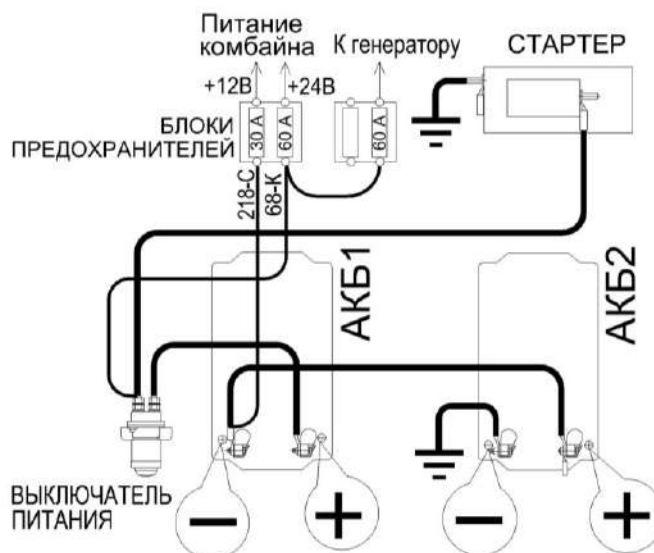 Питание
комбайна
К генератору
СТАРТЕР
+12В
+24В
БЛОКИ
ПРЕДОХРАНИТЕЛЕЙ
30 А
60 А
60 А
218-С
68-К
АКБ1
АКБ2
ВЫКЛЮЧАТЕЛЬ
ПИТАНИЯ
−
+
−
+